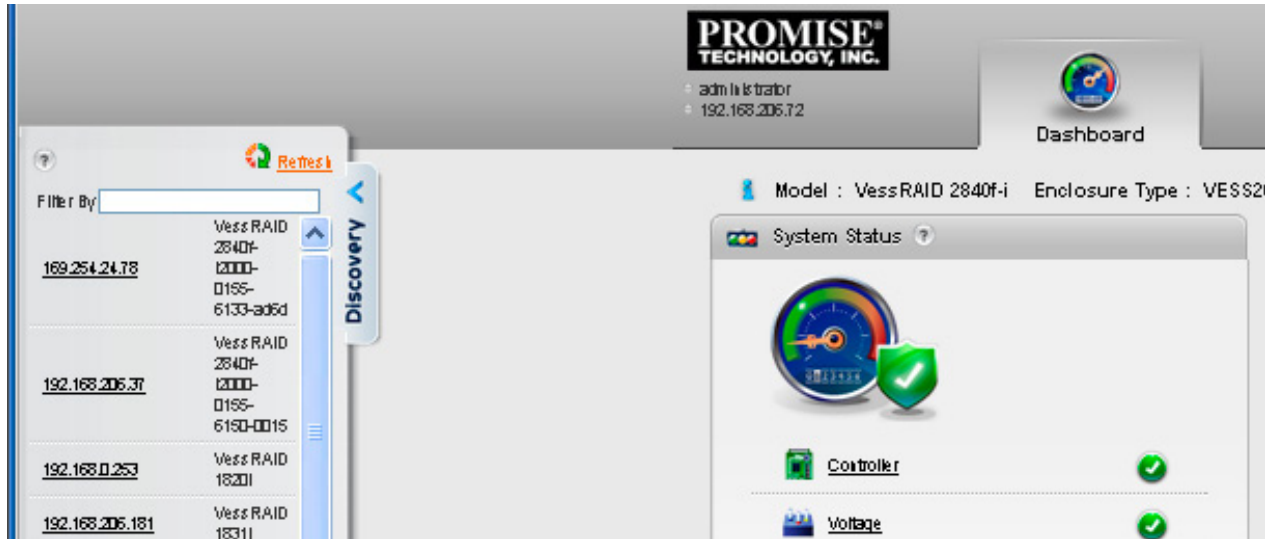 PROMISE®
TECHNOLOGY, INC.
administrator
192.168.206.72
Dashboard
? Refresh
Filter By
Discovery
169.254.24.78
VessRAID
2840f-
i2000-
0155-
6133-ad6d
192.168.206.37
VessRAID
2840f-
i2000-
0155-
6150-0015
192.168.0.253
VessRAID
1820i
192.168.206.181
VessRAID
1831i
Model : VessRAID 2840f-i Enclosure Type : VESS20
System Status ?
Controller
Voltage